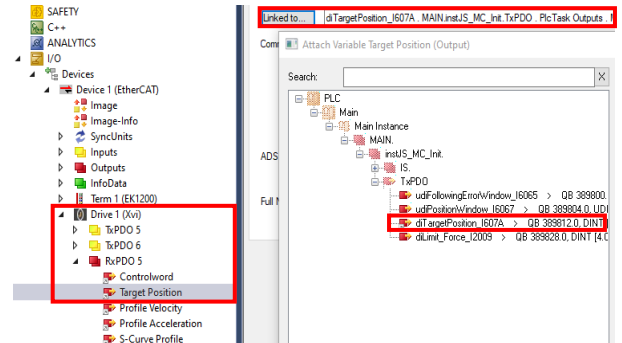 SAFETY
C++
ANALYTICS
I/O
Devices
Device 1 (EtherCAT)
Image
Image-Info
SyncUnits
Inputs
Outputs
InfoData
Term 1 (EK1200)
Drive 1 (Xvi)
TxPDO 5
TxPDO 6
RxPDO 5
Controlword
Target Position
Profile Velocity
Profile Acceleration
S-Curve Profile
Linked to... diTargetPosition_I607A . MAIN.instJS_MC_Init.TxPDO . PlcTask Outputs .
Com
ADS
Full
Attach Variable Target Position (Output)
Search: X
PLC
Main
Main Instance
MAIN.
instJS_MC_Init.
IS.
TxPDO
udiFollowingErrorWindow_I6065 > QB 389800.
udiPositionWindow_I6067 > QB 389804.0, UDI
diTargetPosition_I607A > QB 389812.0, DINT
diLimit_Force_I2009 > QB 389828.0, DINT [4.